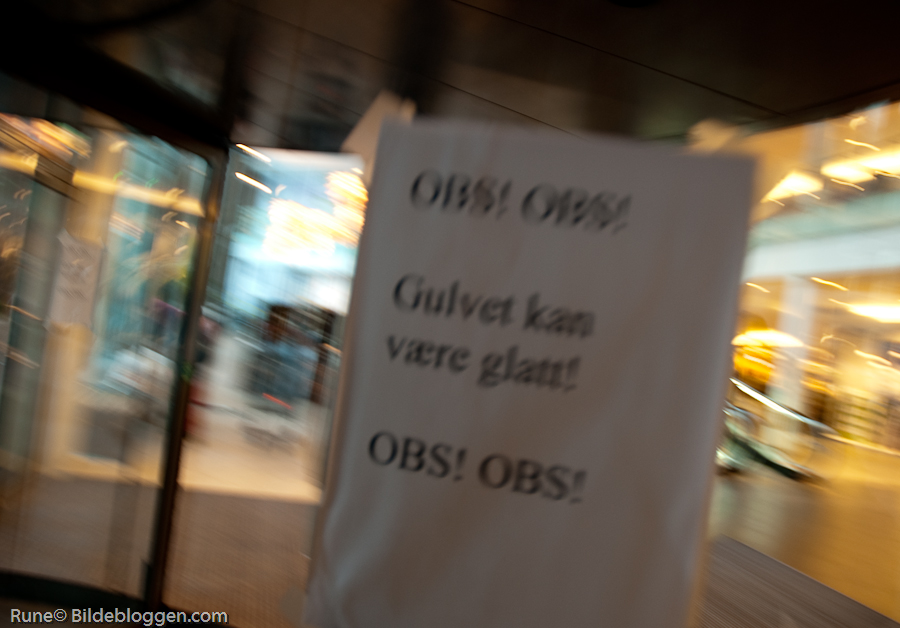 OBS! OBS!
Gulvet kan
være glatt!
OBS! OBS!
Rune© Bildebloggen.com